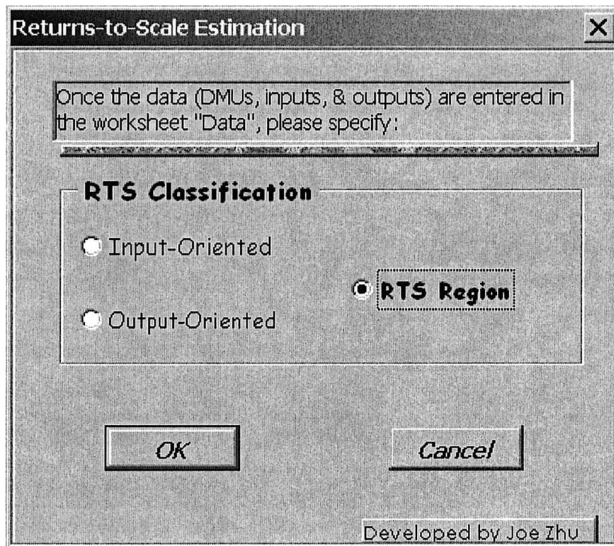 Returns-to-Scale Estimation
Once the data (DMUs, inputs, & outputs) are entered in
the worksheet "Data", please specify:
RTS Classification
Input-Oriented
RTS Region
Output-Oriented
OK
Cancel
Developed by Joe Zhu